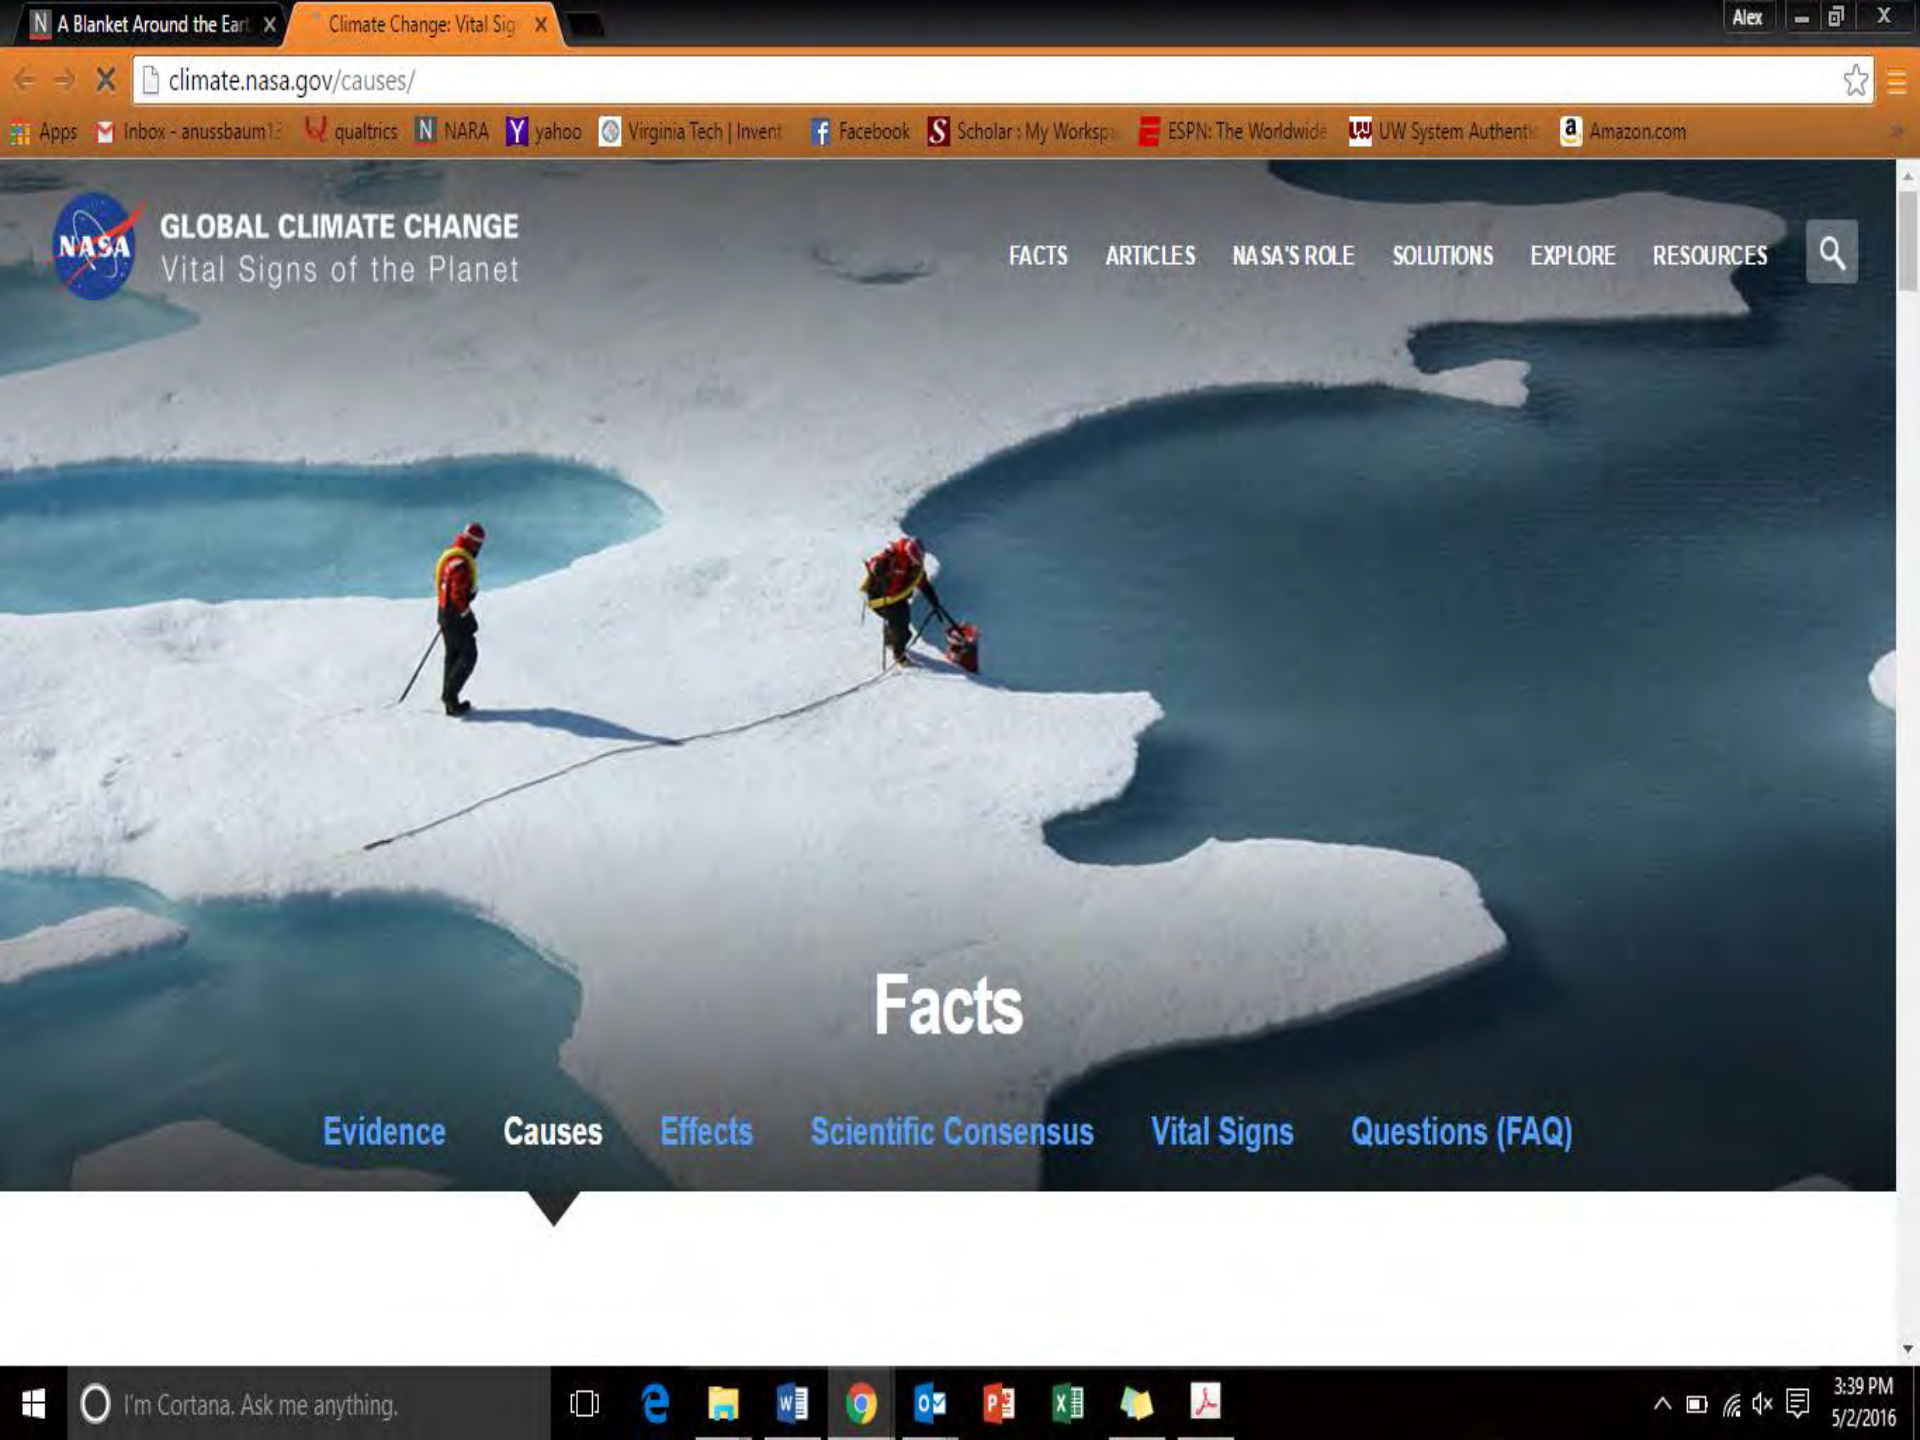 A Blanket Around the Ear
Climate Change: Vital Sig
Alex
climate.nasa.gov/causes/
Apps Inbox - anussbaum13 qualtrics NARA yahoo Virginia Tech | Invent Facebook Scholar : My Workspa ESPN: The Worldwide UW System Authentic Amazon.com
NASA
GLOBAL CLIMATE CHANGE
Vital Signs of the Planet
FACTS ARTICLES NASA'S ROLE SOLUTIONS EXPLORE RESOURCES
Facts
Evidence Causes Effects Scientific Consensus Vital Signs Questions (FAQ)
I'm Cortana. Ask me anything.
3:39 PM
5/2/2016